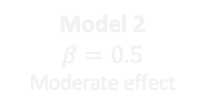 Model 2
β = 0.5
Moderate effect